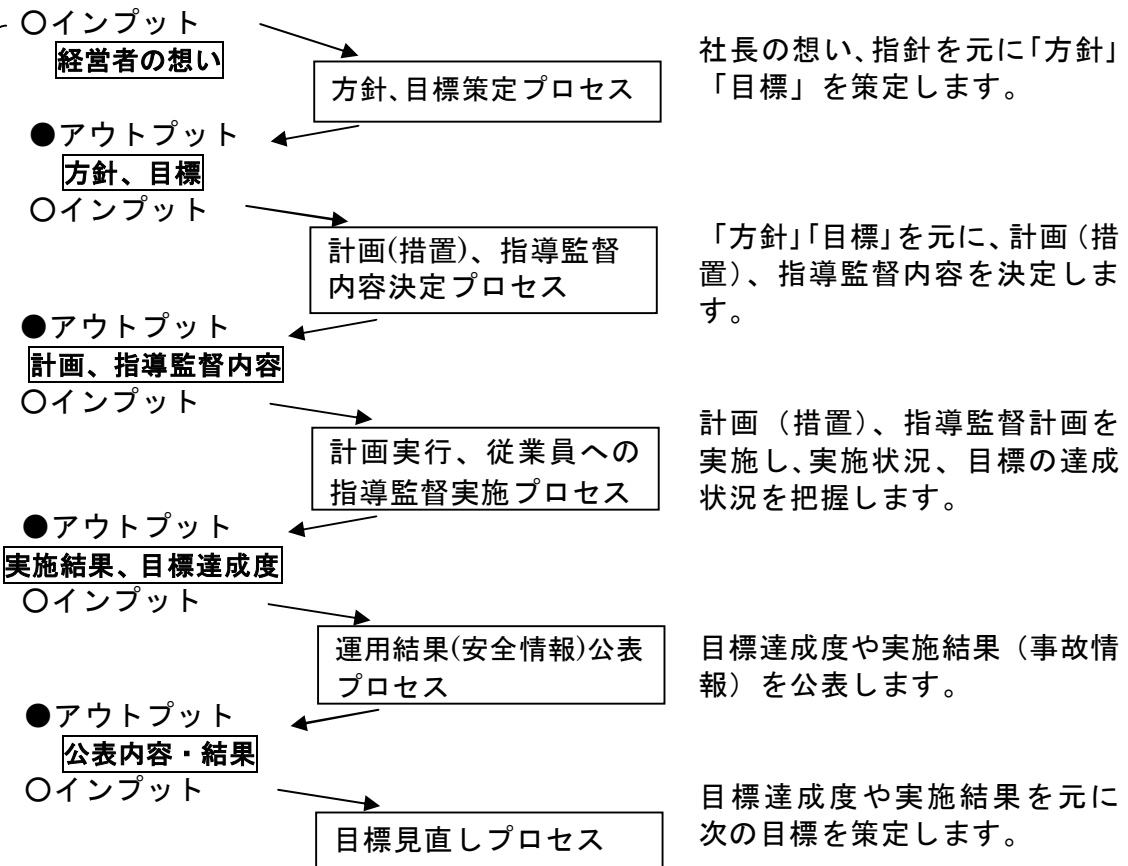 ○インプット
経営者の想い
方針、目標策定プロセス
社長の想い、指針を元に「方針」
「目標」を策定します。
●アウトプット
方針、目標
○インプット
計画(措置)、指導監督
内容決定プロセス
「方針」「目標」を元に、計画（措
置）、指導監督内容を決定しま
す。
●アウトプット
計画、指導監督内容
○インプット
計画実行、従業員への
指導監督実施プロセス
計画（措置）、指導監督計画を
実施し、実施状況、目標の達成
状況を把握します。
●アウトプット
実施結果、目標達成度
○インプット
運用結果(安全情報)公表
プロセス
目標達成度や実施結果（事故情
報）を公表します。
●アウトプット
公表内容・結果
○インプット
目標見直しプロセス
目標達成度や実施結果を元に
次の目標を策定します。